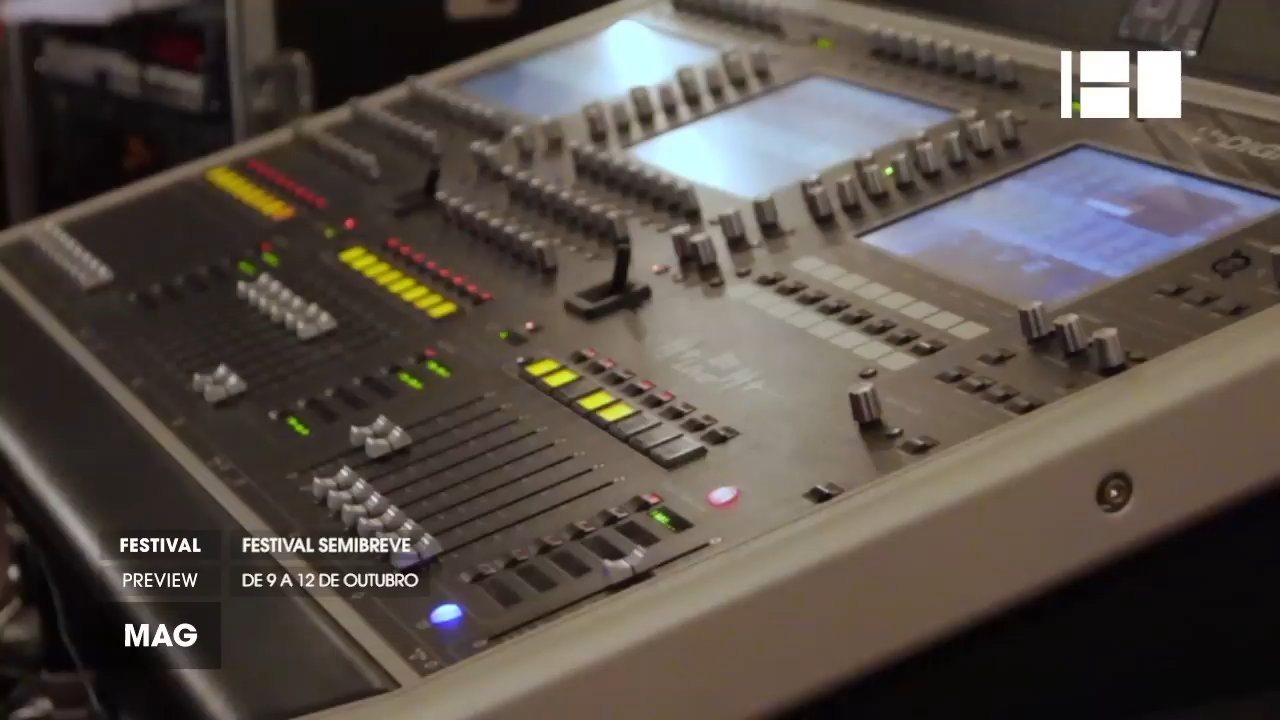 FESTIVAL
FESTIVAL SEMIBREVE
PREVIEW
DE 9 A 12 DE OUTUBRO
MAG